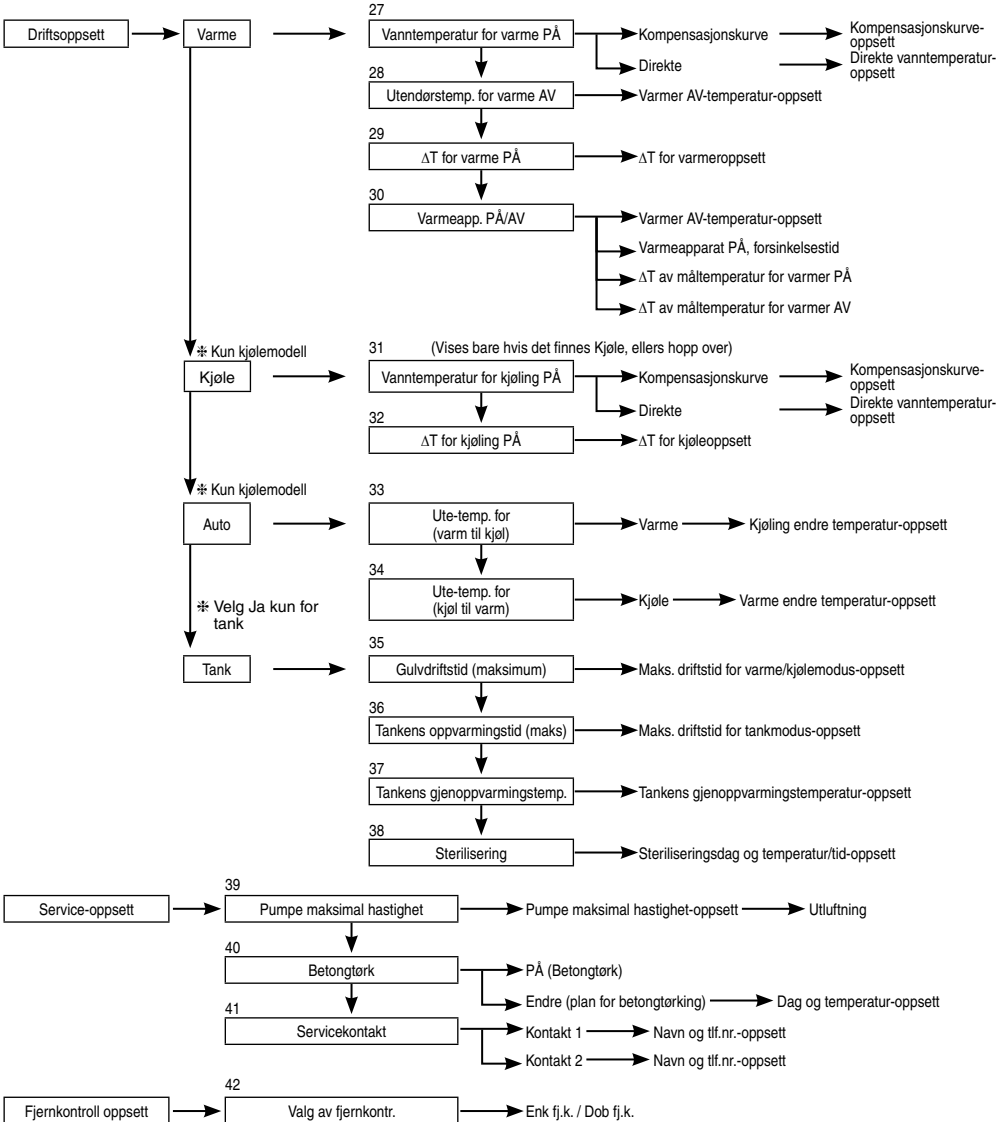 27
Driftsoppsett
Varme
Vanntemperatur for varme PÅ
Kompensasjonskurve
Kompensasjonskurve-
oppsett
Direkte
Direkte vanntemperatur-
oppsett
28
Utendørstemp. for varme AV
Varmer AV-temperatur-oppsett
29
ΔT for varme PÅ
ΔT for varmeroppsett
30
Varmeapp. PÅ/AV
Varmer AV-temperatur-oppsett
Varmeapparat PÅ, forsinkelsestid
ΔT av måltemperatur for varmer PÅ
ΔT av måltemperatur for varmer AV
❉ Kun kjølemodell
31 (Vises bare hvis det finnes Kjøle, ellers hopp over)
Kjøle
Vanntemperatur for kjøling PÅ
Kompensasjonskurve
Kompensasjonskurve-
oppsett
Direkte
Direkte vanntemperatur-
oppsett
32
ΔT for kjøling PÅ
ΔT for kjøleoppsett
❉ Kun kjølemodell
33
Auto
Ute-temp. for
(varm til kjøl)
Varme
Kjøling endre temperatur-oppsett
34
Ute-temp. for
(kjøl til varm)
Kjøle
Varme endre temperatur-oppsett
❉ Velg Ja kun for
tank
35
Tank
Gulvdriftstid (maksimum)
Maks. driftstid for varme/kjølemodus-oppsett
36
Tankens oppvarmingstid (maks)
Maks. driftstid for tankmodus-oppsett
37
Tankens gjenoppvarmingstemp.
Tankens gjenoppvarmingstemperatur-oppsett
38
Sterilisering
Steriliseringsdag og temperatur/tid-oppsett
39
Service-oppsett
Pumpe maksimal hastighet
Pumpe maksimal hastighet-oppsett
Utluftning
40
Betongtørk
PÅ (Betongtørk)
Endre (plan for betongtørking)
Dag og temperatur-oppsett
41
Servicekontakt
Kontakt 1
Navn og tlf.nr.-oppsett
Kontakt 2
Navn og tlf.nr.-oppsett
42
Fjernkontroll oppsett
Valg av fjernkontr.
Enk fj.k. / Dob fj.k.